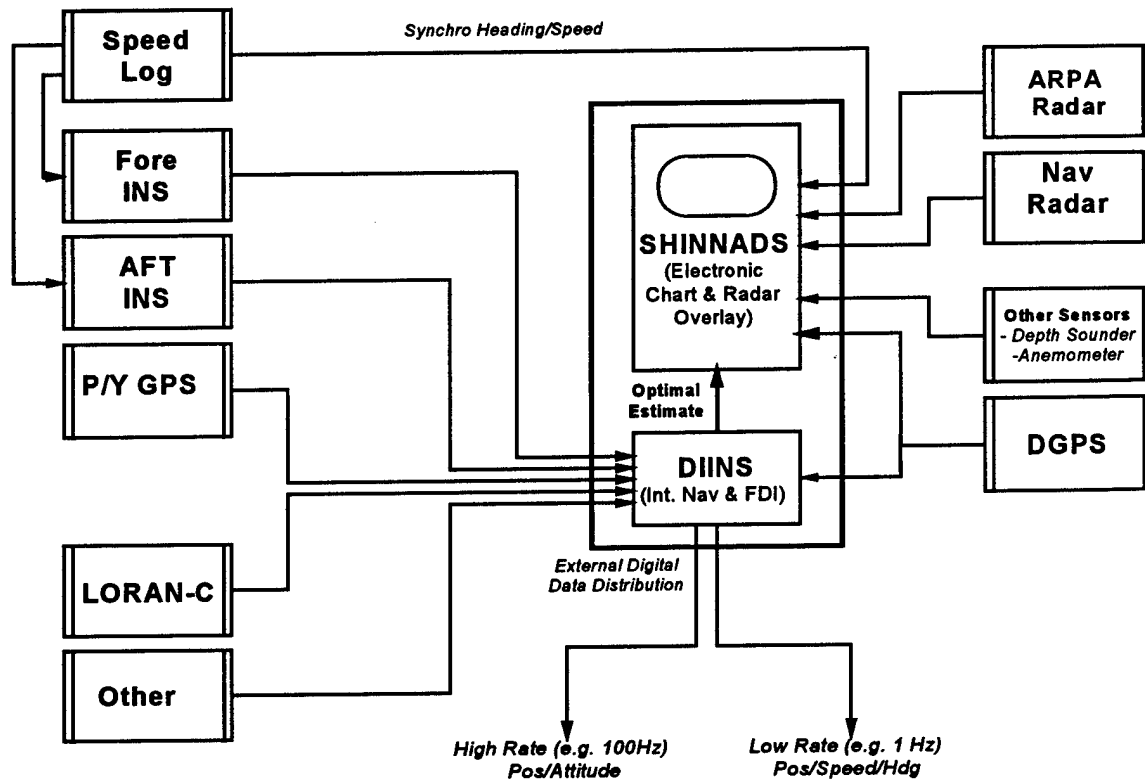 Synchro Heading/Speed
Speed
Log
Fore
INS
AFT
INS
P/Y GPS
LORAN-C
Other
SHINNADS
(Electronic
Chart & Radar
Overlay)
Optimal
Estimate
DIINS
(Int. Nav & FDI)
External Digital
Data Distribution
ARPA
Radar
Nav
Radar
Other Sensors
- Depth Sounder
-Anemometer
DGPS
High Rate (e.g. 100Hz)
Pos/Attitude
Low Rate (e.g. 1 Hz)
Pos/Speed/Hdg